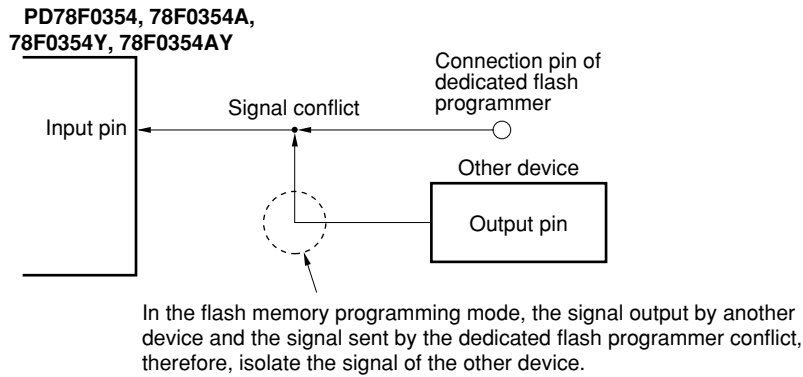 PD78F0354, 78F0354A,
78F0354Y, 78F0354AY
Connection pin of
dedicated flash
programmer
Signal conflict
Input pin
Other device
Output pin
In the flash memory programming mode, the signal output by another
device and the signal sent by the dedicated flash programmer conflict,
therefore, isolate the signal of the other device.